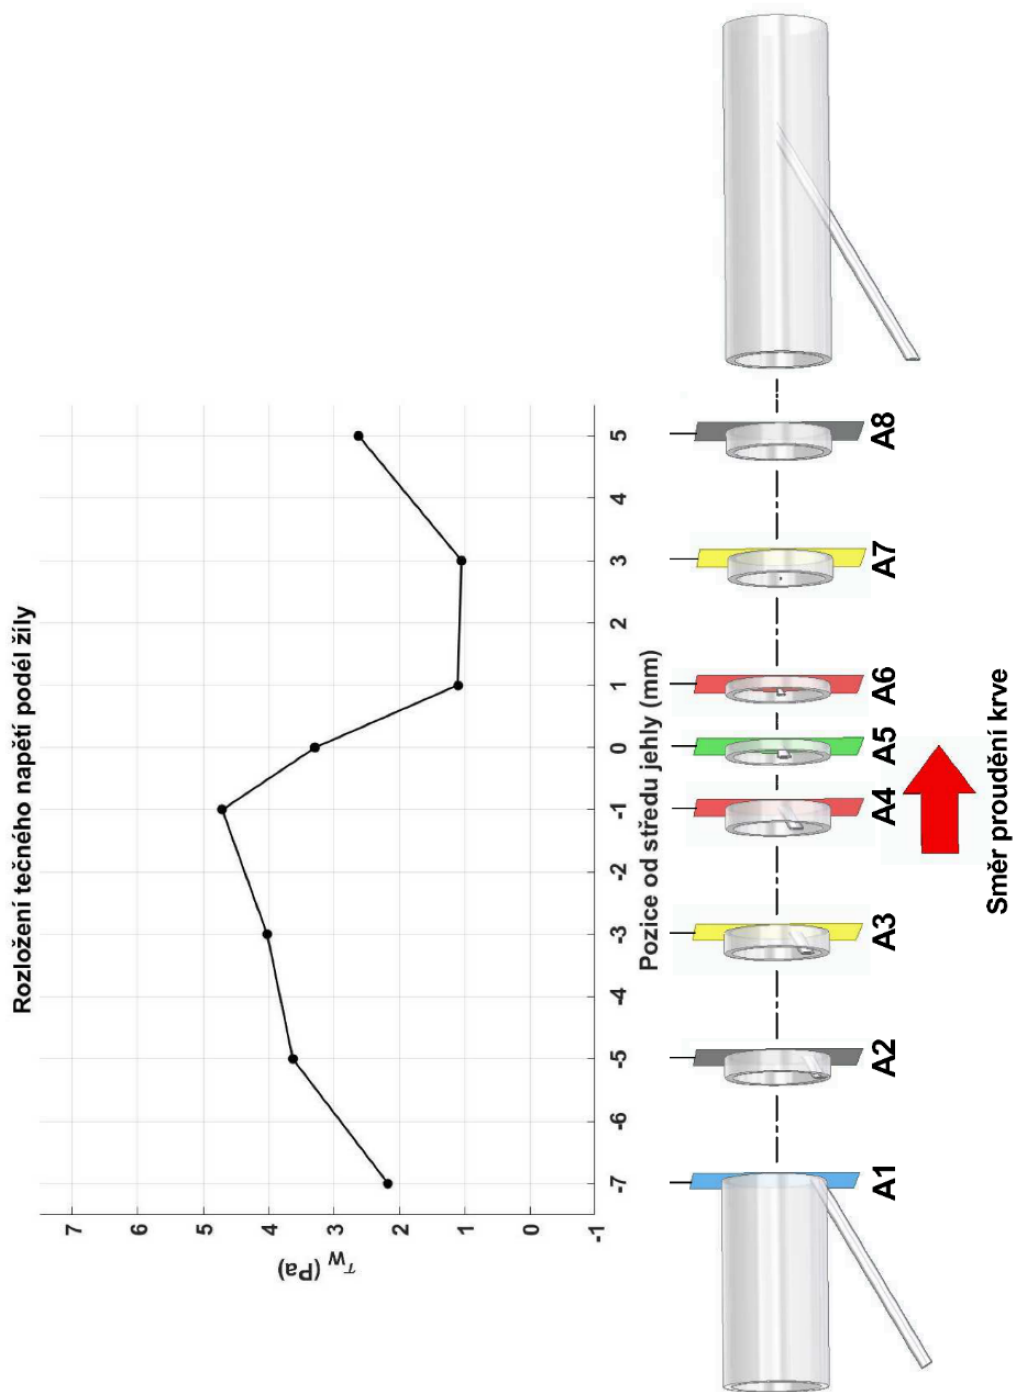 Rozložení tečného napětí podél žíly
τ_W (Pa)
7
6
5
4
3
2
1
0
-1
-7 -6 -5 -4 -3 -2 -1 0 1 2 3 4 5
Pozice od středu jehly (mm)
A1 A2 A3 A4 A5 A6 A7 A8
Směr proudění krve